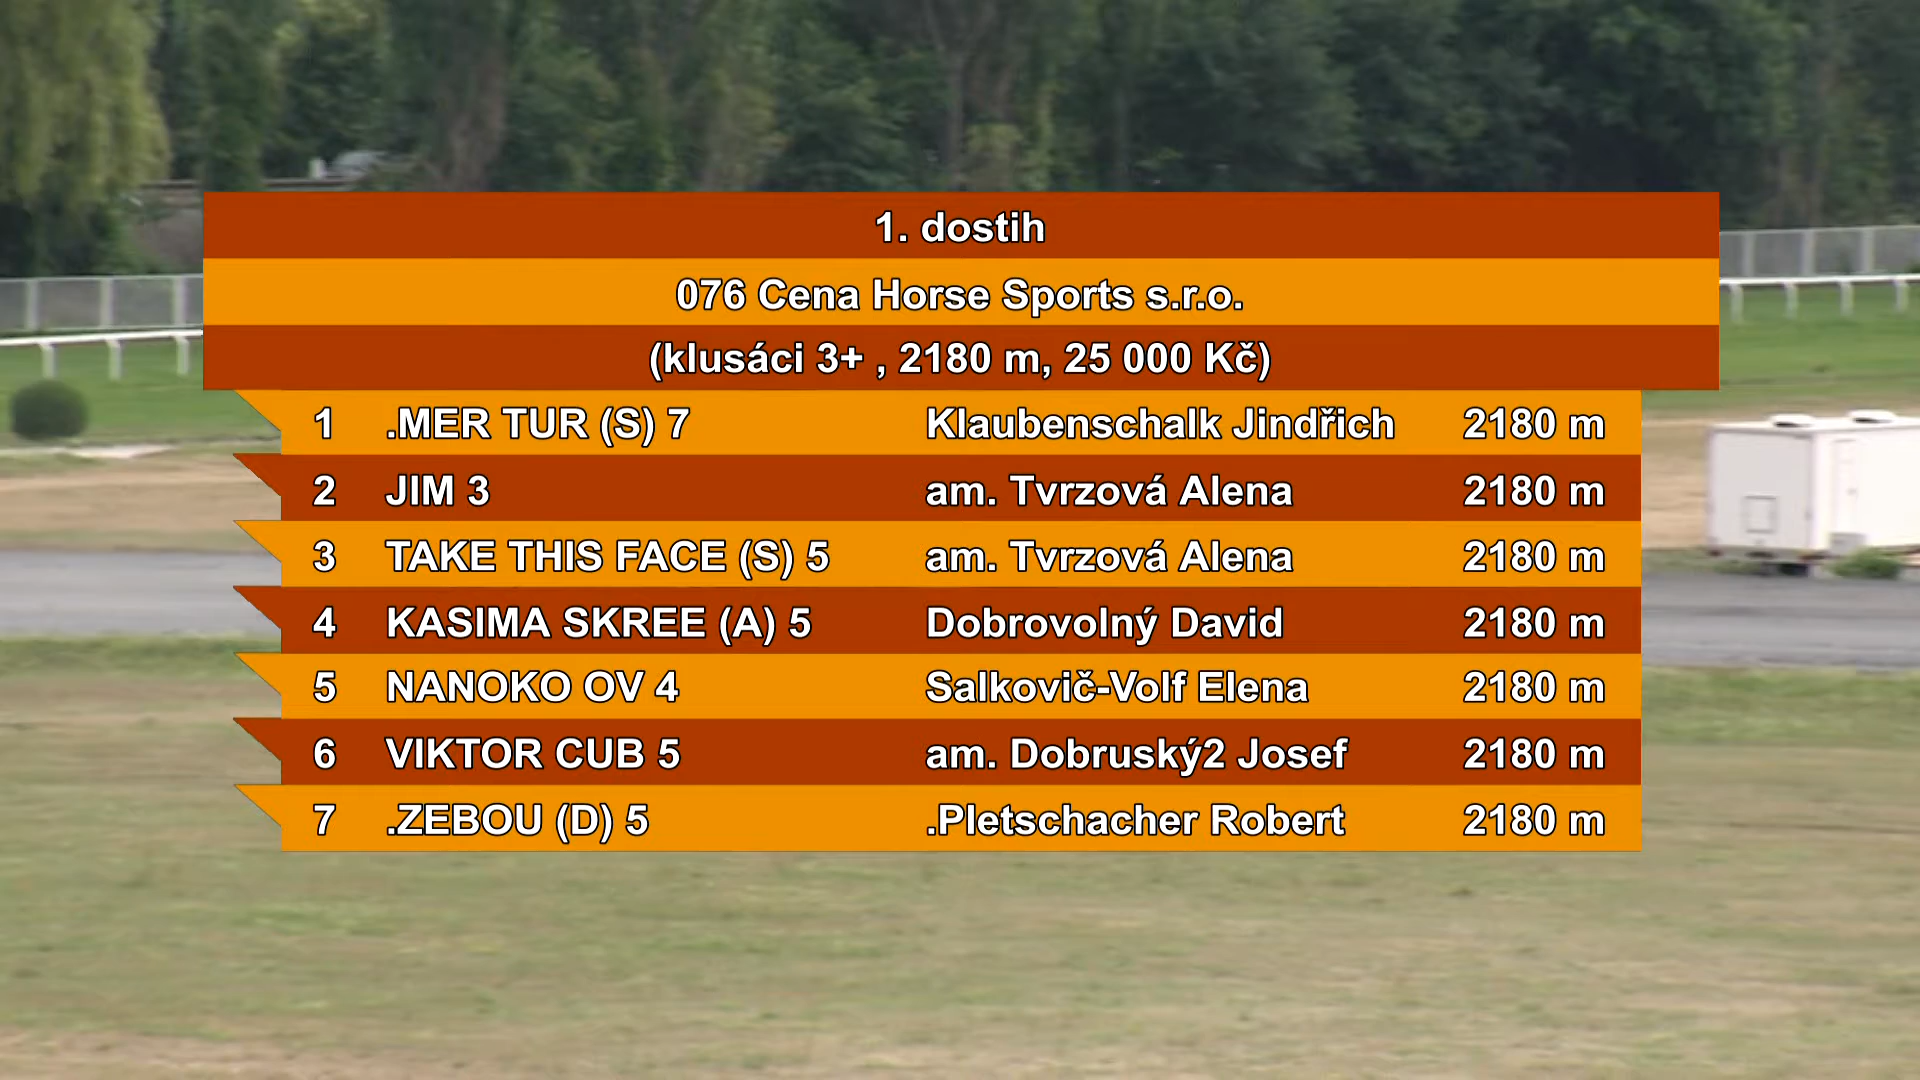 1. dostih
076 Cena Horse Sports s.r.o.
(klusáci 3+ , 2180 m, 25 000 Kč)
1 .MER TUR (S) 7 Klaubenschalk Jindřich 2180 m
2 JIM 3 am. Tvrzová Alena 2180 m
3 TAKE THIS FACE (S) 5 am. Tvrzová Alena 2180 m
4 KASIMA SKREE (A) 5 Dobrovolný David 2180 m
5 NANOKO OV 4 Salkovič-Volf Elena 2180 m
6 VIKTOR CUB 5 am. Dobruský2 Josef 2180 m
7 .ZEBOU (D) 5 .Pletschacher Robert 2180 m